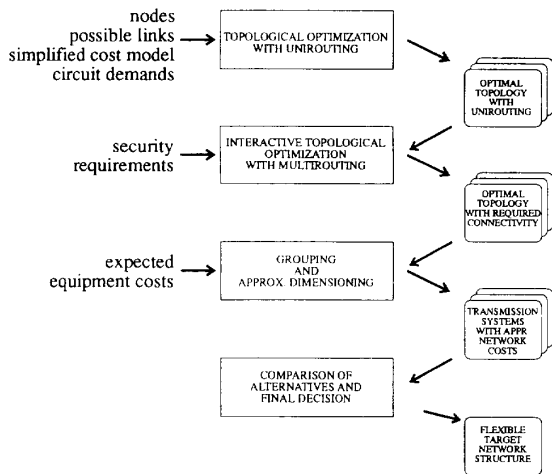 nodes
possible links
simplified cost model
circuit demands
TOPOLOGICAL OPTIMIZATION
WITH UNIROUTING
OPTIMAL
TOPOLOGY
WITH
UNIROUTING
security
requirements
INTERACTIVE TOPOLOGICAL
OPTIMIZATION
WITH MULTIROUTING
OPTIMAL
TOPOLOGY
WITH REQUIRED
CONNECTIVITY
expected
equipment costs
GROUPING
AND
APPROX. DIMENSIONING
TRANSMISSION
SYSTEMS
WITH APPR
NETWORK
COSTS
COMPARISON OF
ALTERNATIVES AND
FINAL DECISION
FLEXIBLE
TARGET
NETWORK
STRUCTURE